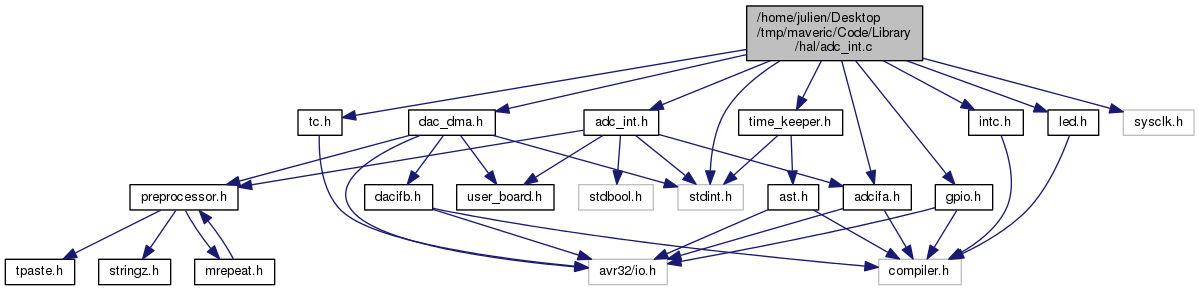 /home/julien/Desktop
/tmp/maveric/Code/Library
/hal/adc_int.c
tc.h
dac_dma.h
adc_int.h
time_keeper.h
intc.h
led.h
sysclk.h
preprocessor.h
dacifb.h
user_board.h
stdbool.h
stdint.h
ast.h
adcifa.h
gpio.h
tpaste.h
stringz.h
mrepeat.h
avr32/io.h
compiler.h